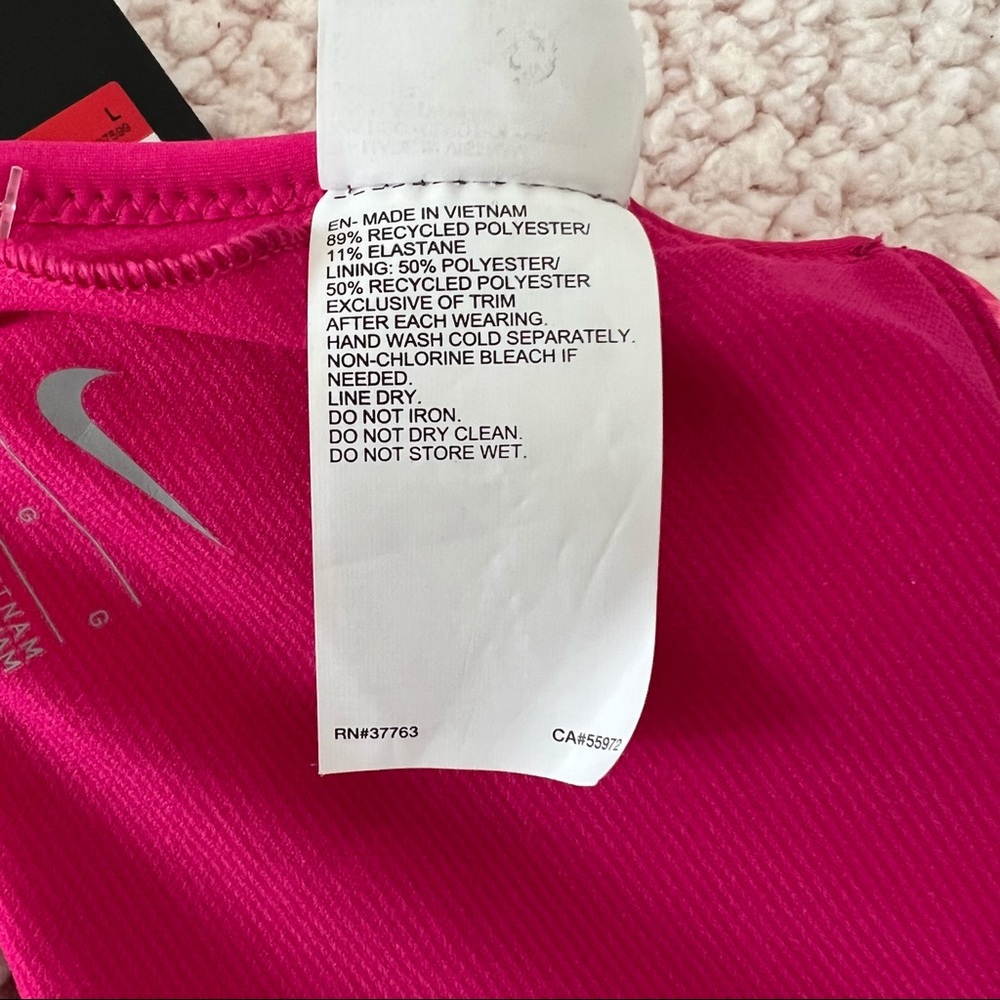 L
EN- MADE IN VIETNAM
89% RECYCLED POLYESTER/
11% ELASTANE
LINING: 50% POLYESTER/
50% RECYCLED POLYESTER
EXCLUSIVE OF TRIM
AFTER EACH WEARING.
HAND WASH COLD SEPARATELY.
NON-CHLORINE BLEACH IF
NEEDED.
LINE DRY.
DO NOT IRON.
DO NOT DRY CLEAN.
DO NOT STORE WET.
G
G
RN#37763
CA#55972